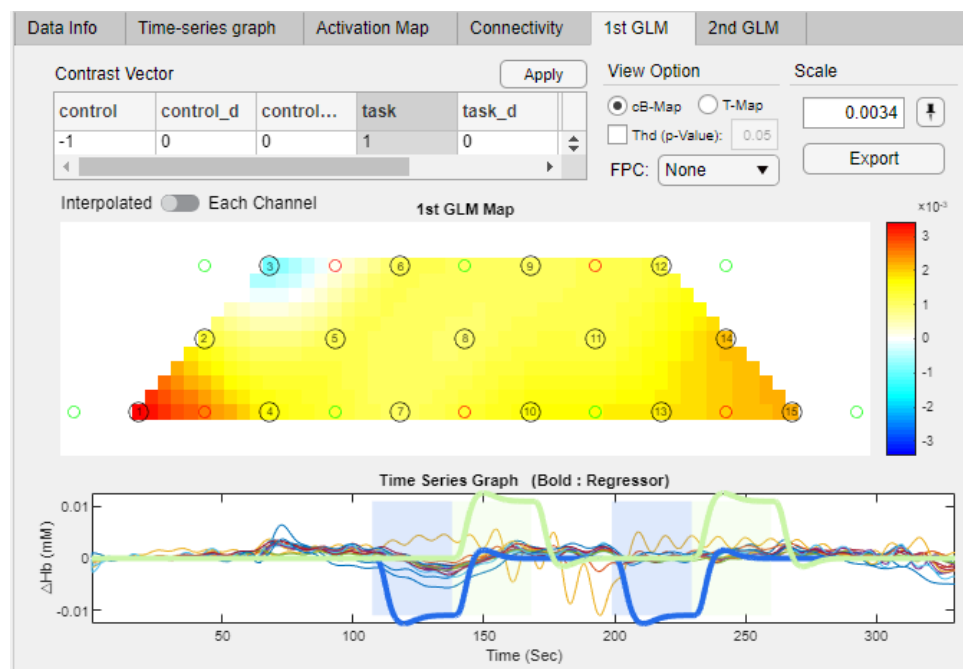 Data Info Time-series graph Activation Map Connectivity 1st GLM 2nd GLM
Contrast Vector Apply View Option Scale
control control_d control... task task_d
-1 0 0 1 0
cB-Map T-Map
0.0034
Thd (p-Value): 0.05
FPC: None
Export
Interpolated Each Channel
1st GLM Map
×10⁻³
3 6 9 12
2 5 8 11 14
1 4 7 10 13 15
3
2
1
0
-1
-2
-3
Time Series Graph (Bold : Regressor)
ΔHb (mM)
0.01
0
-0.01
50 100 150 200 250 300
Time (Sec)